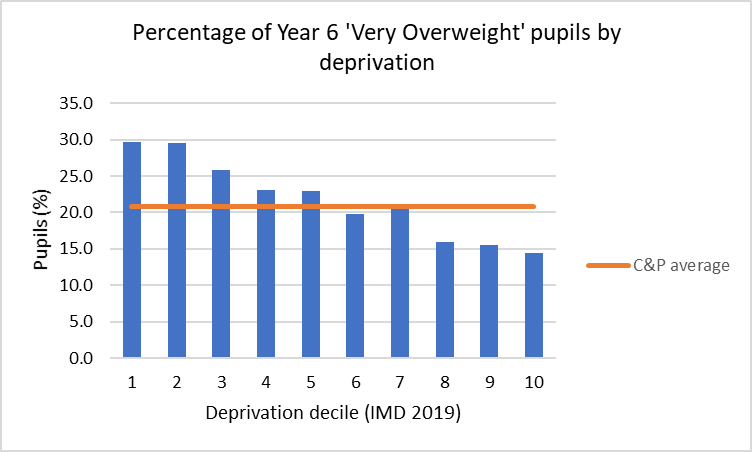 Percentage of Year 6 'Very Overweight' pupils by
deprivation
35.0
30.0
25.0
20.0
15.0
10.0
5.0
0.0
Pupils (%)
1 2 3 4 5 6 7 8 9 10
Deprivation decile (IMD 2019)
C&P average